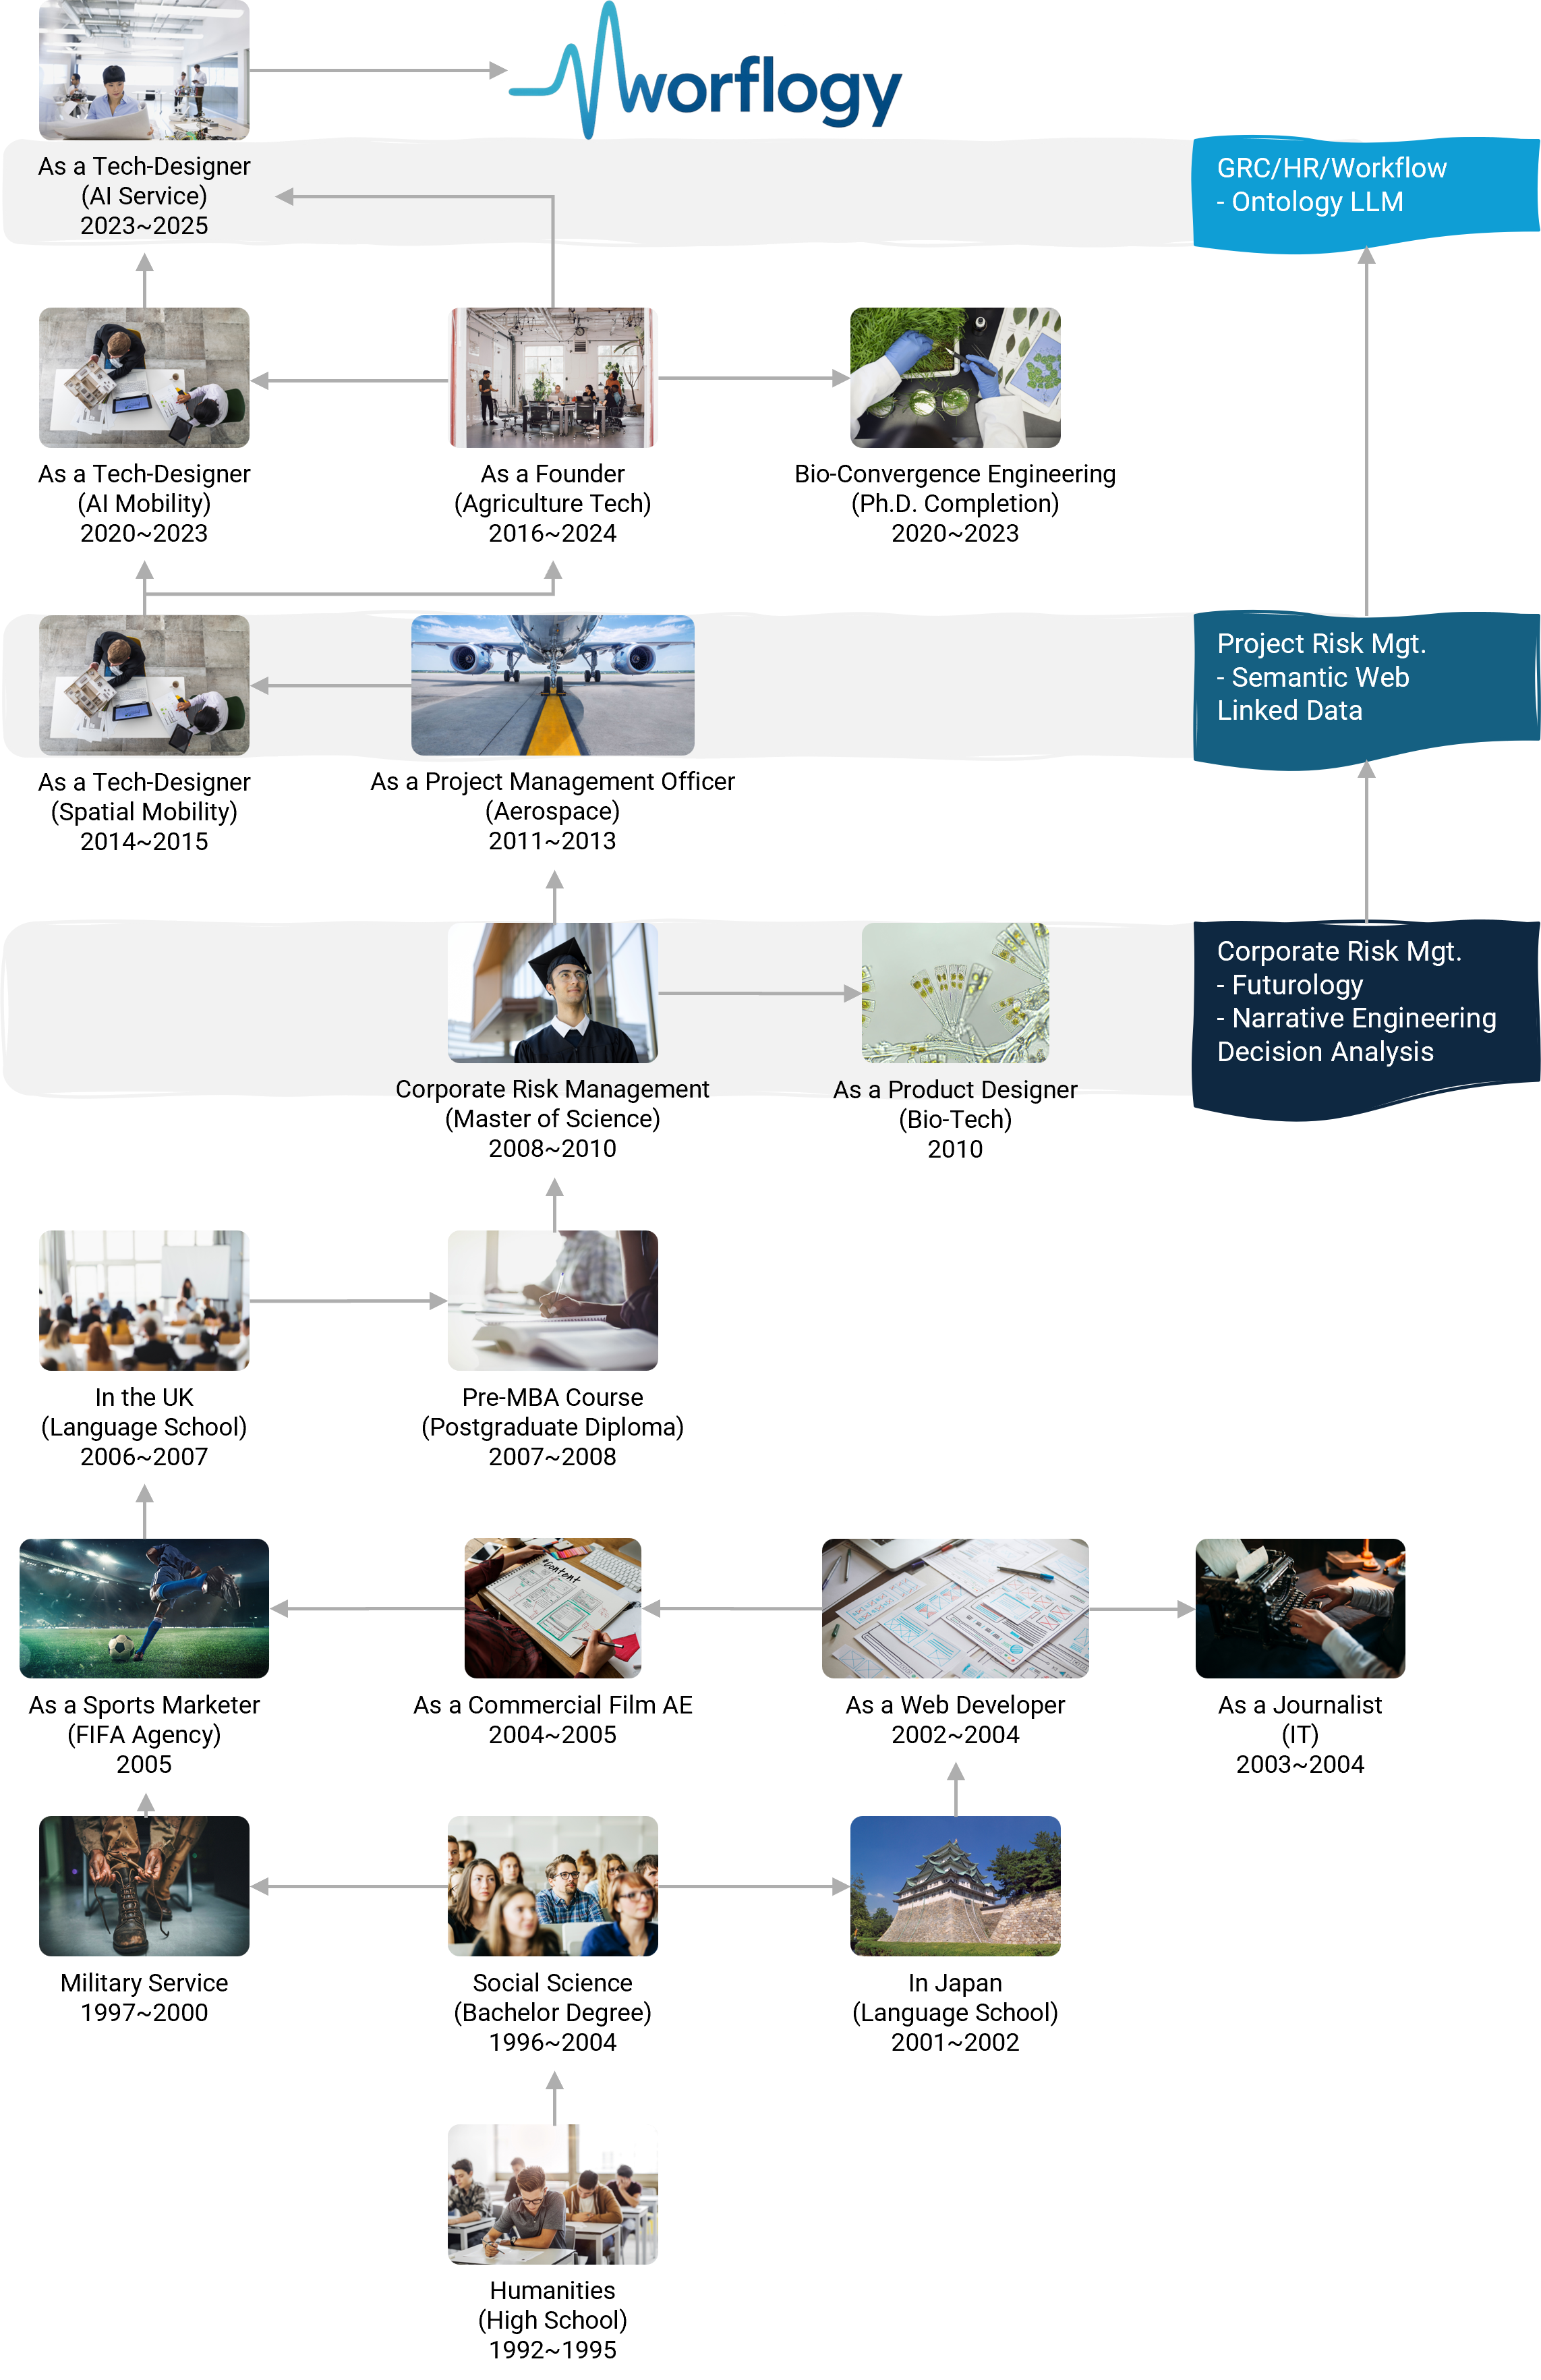 worflogy
As a Tech-Designer
(AI Service)
2023~2025
GRC/HR/Workflow
- Ontology LLM
As a Tech-Designer
(AI Mobility)
2020~2023
As a Founder
(Agriculture Tech)
2016~2024
Bio-Convergence Engineering
(Ph.D. Completion)
2020~2023
Project Risk Mgt.
- Semantic Web
Linked Data
As a Tech-Designer
(Spatial Mobility)
2014~2015
As a Project Management Officer
(Aerospace)
2011~2013
Corporate Risk Mgt.
- Futurology
- Narrative Engineering
Decision Analysis
Corporate Risk Management
(Master of Science)
2008~2010
As a Product Designer
(Bio-Tech)
2010
In the UK
(Language School)
2006~2007
Pre-MBA Course
(Postgraduate Diploma)
2007~2008
Content
As a Sports Marketer
(FIFA Agency)
2005
As a Commercial Film AE
2004~2005
As a Web Developer
2002~2004
As a Journalist
(IT)
2003~2004
Military Service
1997~2000
Social Science
(Bachelor Degree)
1996~2004
In Japan
(Language School)
2001~2002
Humanities
(High School)
1992~1995